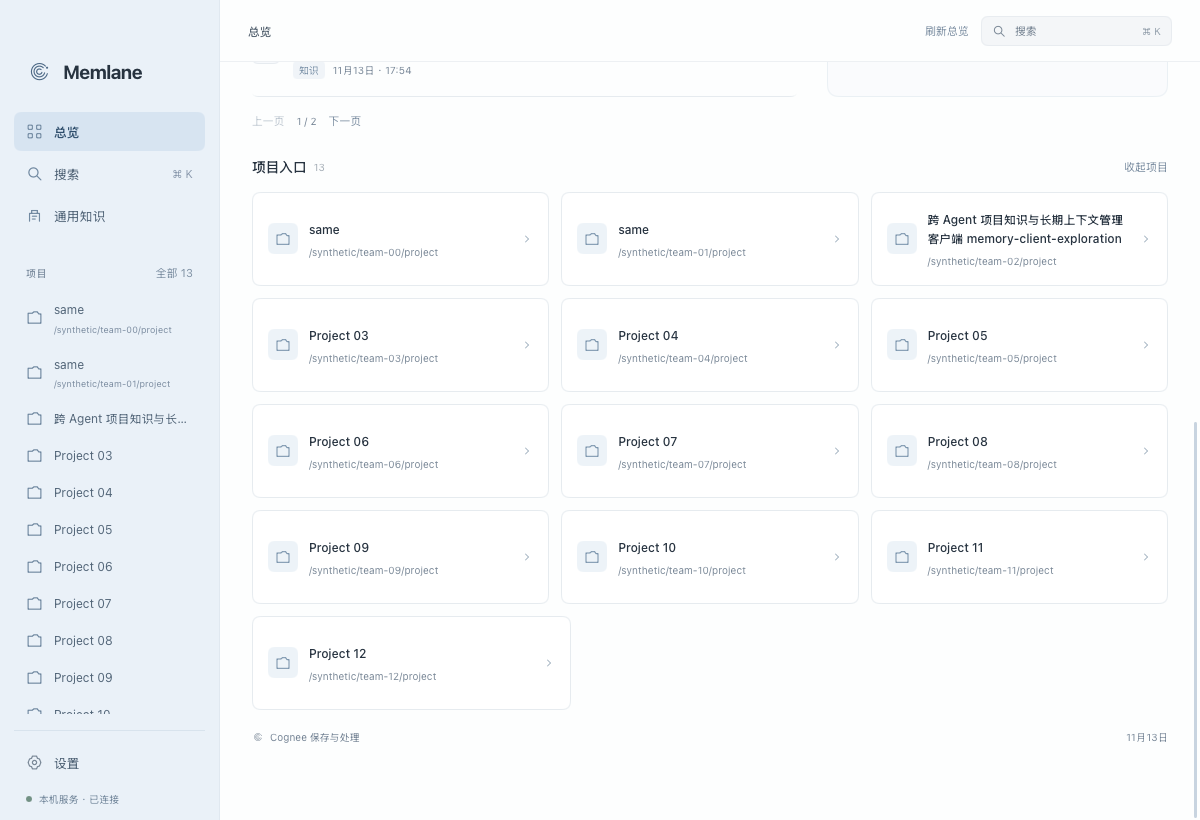 Memlane
总览
搜索
⌘ K
通用知识
项目
全部 13
same
/synthetic/team-00/project
same
/synthetic/team-01/project
跨 Agent 项目知识与长...
Project 03
Project 04
Project 05
Project 06
Project 07
Project 08
Project 09
Project 10
设置
本机服务 · 已连接
总览
刷新总览
搜索
⌘ K
知识
11月13日 · 17:54
上一页
1 / 2
下一页
项目入口 13
收起项目
same
/synthetic/team-00/project
same
/synthetic/team-01/project
跨 Agent 项目知识与长期上下文管理
客户端 memory-client-exploration
/synthetic/team-02/project
Project 03
/synthetic/team-03/project
Project 04
/synthetic/team-04/project
Project 05
/synthetic/team-05/project
Project 06
/synthetic/team-06/project
Project 07
/synthetic/team-07/project
Project 08
/synthetic/team-08/project
Project 09
/synthetic/team-09/project
Project 10
/synthetic/team-10/project
Project 11
/synthetic/team-11/project
Project 12
/synthetic/team-12/project
Cognee 保存与处理
11月13日